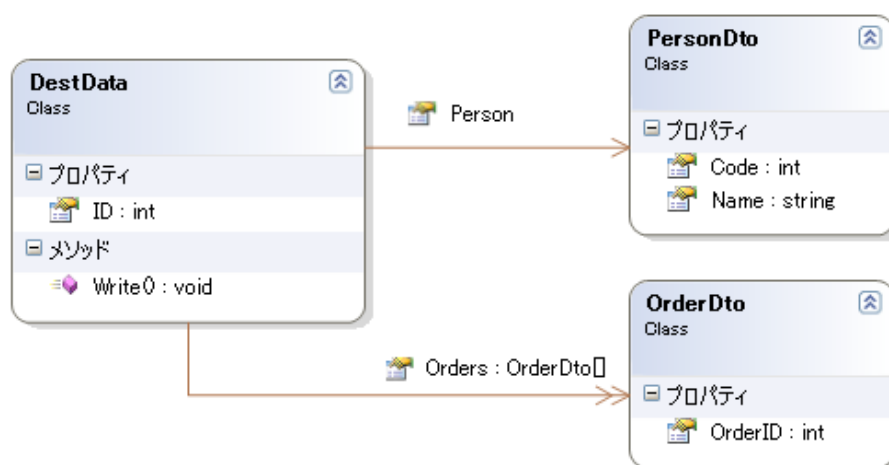 DestData
Class
プロパティ
ID : int
メソッド
Write() : void
Person
Orders : OrderDto[]
PersonDto
Class
プロパティ
Code : int
Name : string
OrderDto
Class
プロパティ
OrderID : int